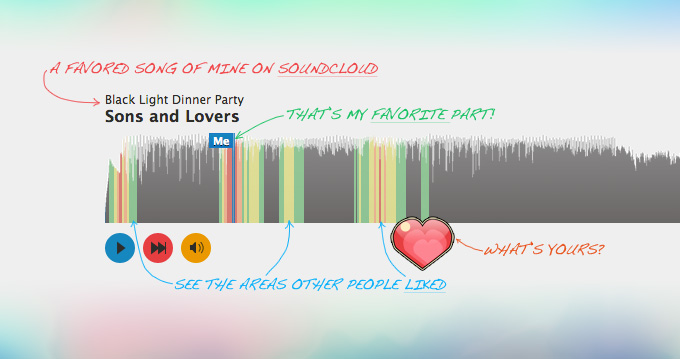 A FAVORED SONG OF MINE ON SOUNDCLOUD
Black Light Dinner Party
Sons and Lovers
THAT'S MY FAVORITE PART!
Me
WHAT'S YOURS?
SEE THE AREAS OTHER PEOPLE LIKED